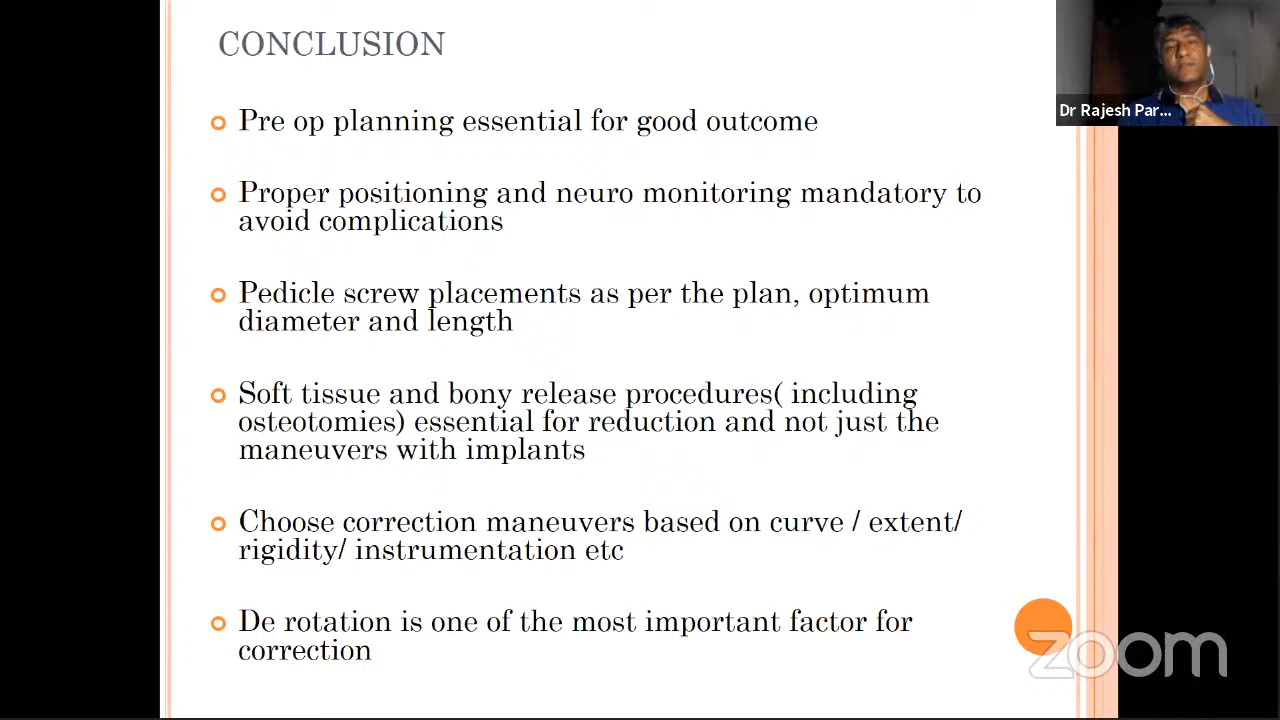 CONCLUSION
Pre op planning essential for good outcome
Proper positioning and neuro monitoring mandatory to
avoid complications
Pedicle screw placements as per the plan, optimum
diameter and length
Soft tissue and bony release procedures( including
osteotomies) essential for reduction and not just the
maneuvers with implants
Choose correction maneuvers based on curve / extent/
rigidity/ instrumentation etc
De rotation is one of the most important factor for
correction
Dr Rajesh Par...
zoom